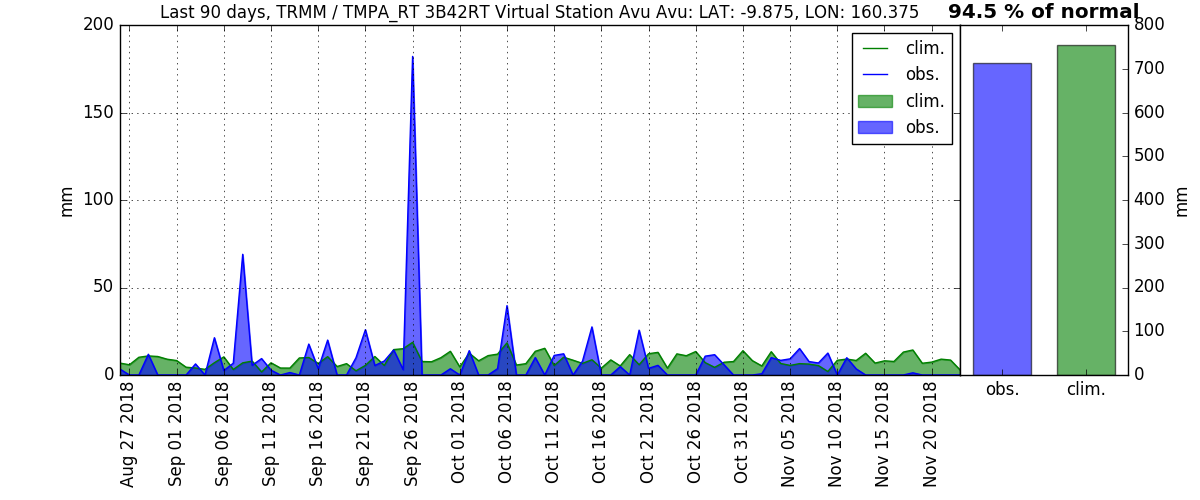 Last 90 days, TRMM / TMPA_RT 3B42RT Virtual Station Avu Avu: LAT: -9.875, LON: 160.375
94.5 % of normal
200
150
100
50
0
mm
clim.
obs.
clim.
obs.
800
700
600
500
400
300
200
100
0
mm
obs.
clim.
Aug 27 2018
Sep 01 2018
Sep 06 2018
Sep 11 2018
Sep 16 2018
Sep 21 2018
Sep 26 2018
Oct 01 2018
Oct 06 2018
Oct 11 2018
Oct 16 2018
Oct 21 2018
Oct 26 2018
Oct 31 2018
Nov 05 2018
Nov 10 2018
Nov 15 2018
Nov 20 2018